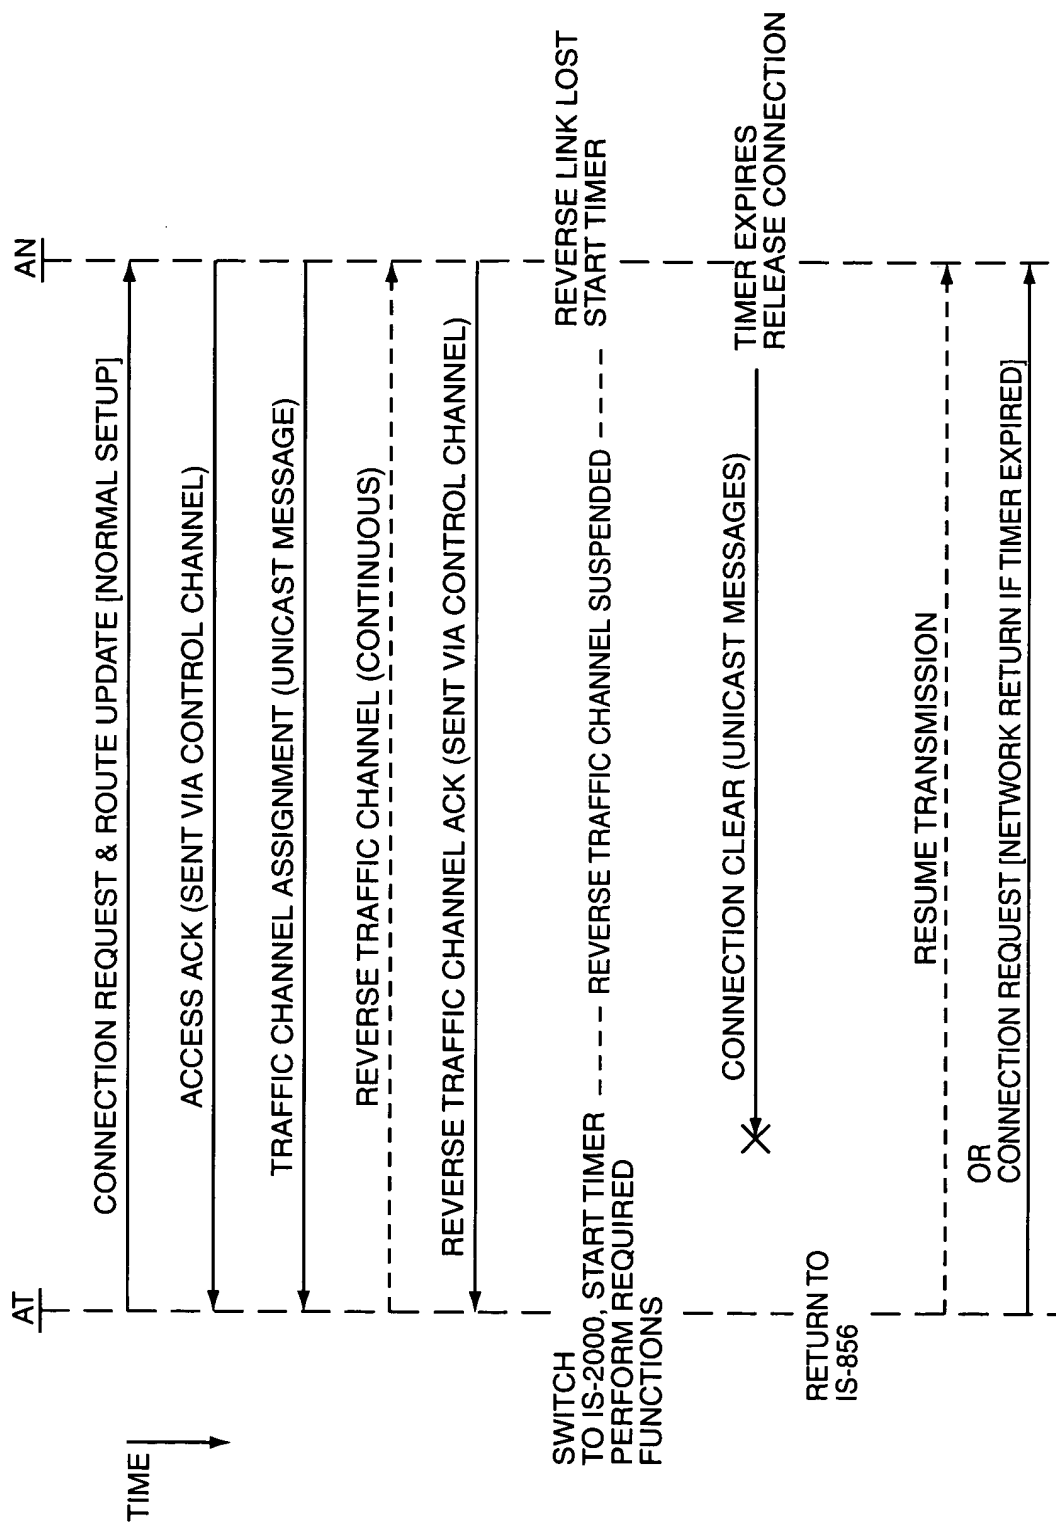 TIME
AT
AN
CONNECTION REQUEST & ROUTE UPDATE [NORMAL SETUP]
ACCESS ACK (SENT VIA CONTROL CHANNEL)
TRAFFIC CHANNEL ASSIGNMENT (UNICAST MESSAGE)
REVERSE TRAFFIC CHANNEL (CONTINUOUS)
REVERSE TRAFFIC CHANNEL ACK (SENT VIA CONTROL CHANNEL)
SWITCH
TO IS-2000, START TIMER
PERFORM REQUIRED
FUNCTIONS
REVERSE TRAFFIC CHANNEL SUSPENDED
REVERSE LINK LOST
START TIMER
CONNECTION CLEAR (UNICAST MESSAGES)
TIMER EXPIRES
RELEASE CONNECTION
RETURN TO
IS-856
RESUME TRANSMISSION
OR
CONNECTION REQUEST [NETWORK RETURN IF TIMER EXPIRED]